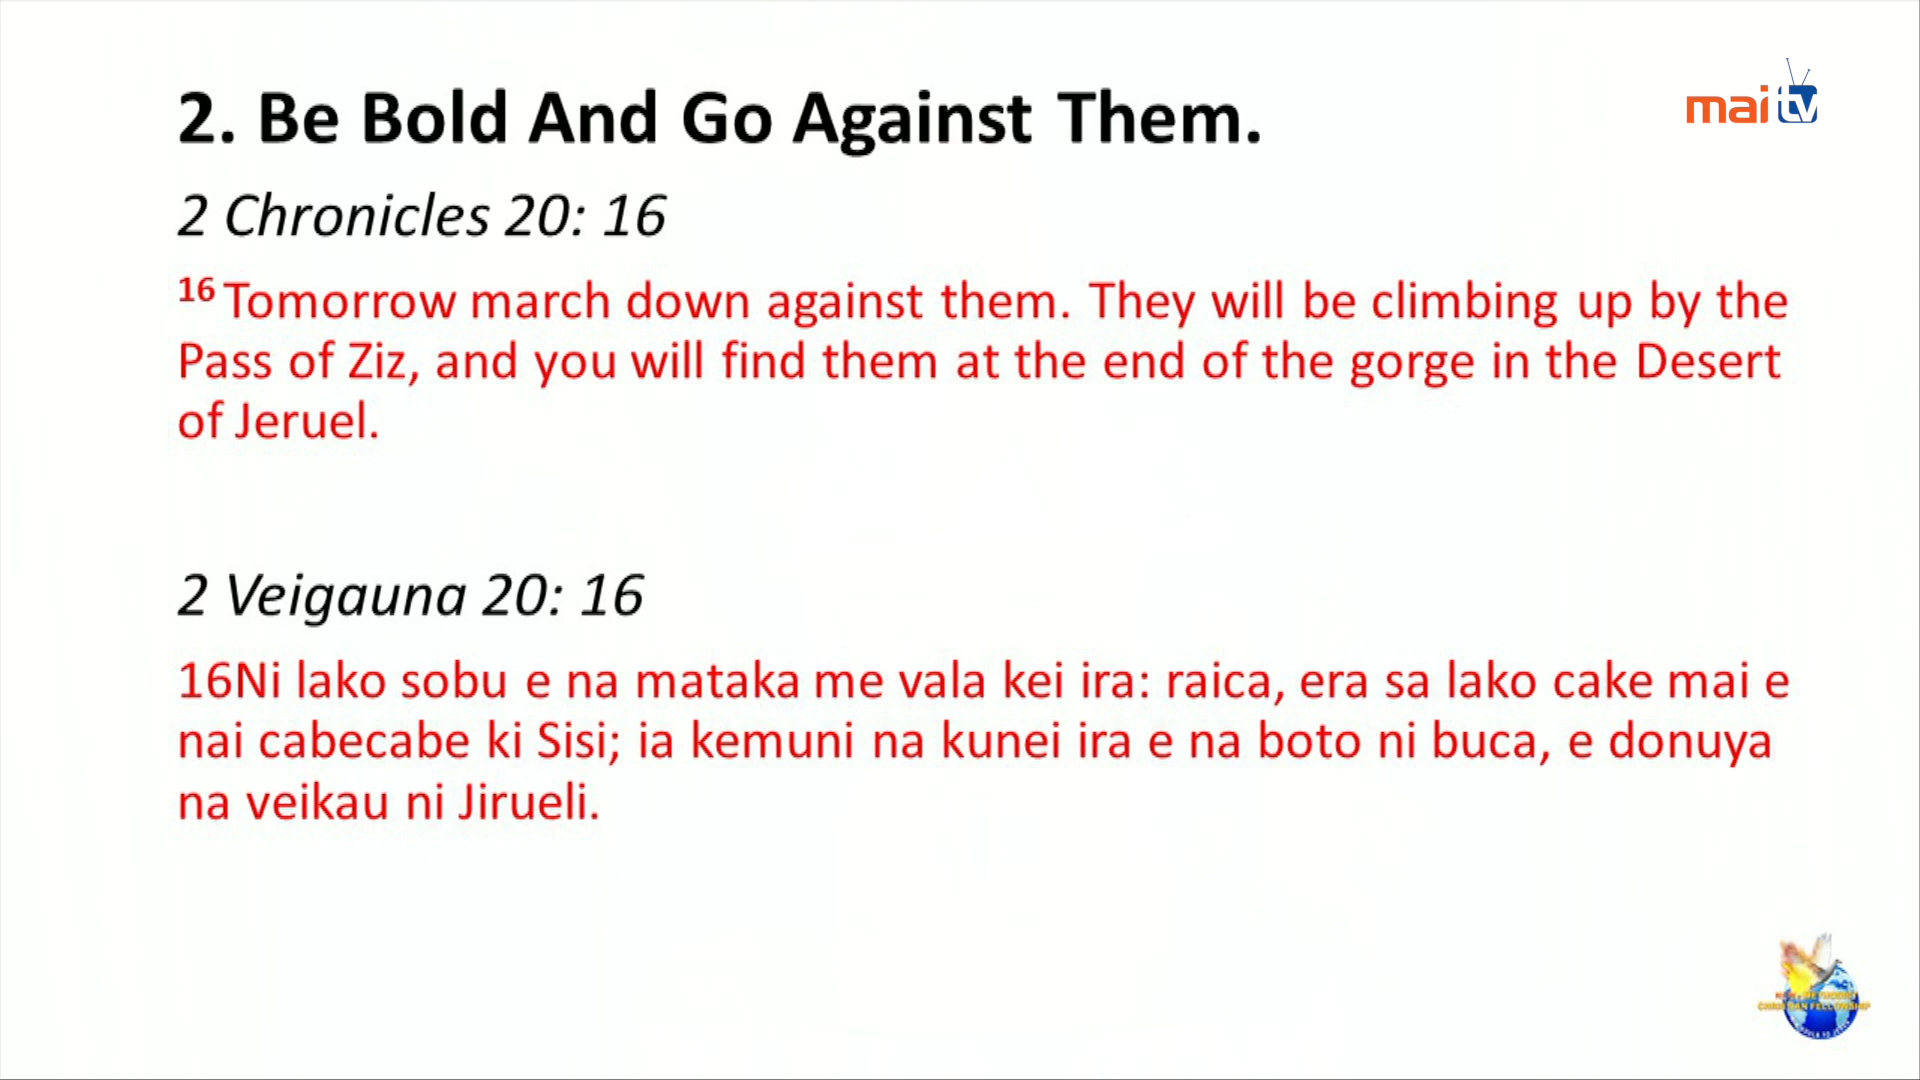 2. Be Bold And Go Against Them.
mai tv
2 Chronicles 20: 16
16 Tomorrow march down against them. They will be climbing up by the
Pass of Ziz, and you will find them at the end of the gorge in the Desert
of Jeruel.
2 Veigauna 20: 16
16Ni lako sobu e na mataka me vala kei ira: raica, era sa lako cake mai e
nai cabecabe ki Sisi; ia kemuni na kunei ira e na boto ni buca, e donuya
na veikau ni Jirueli.
CHRISTIAN FELLOWSHIP